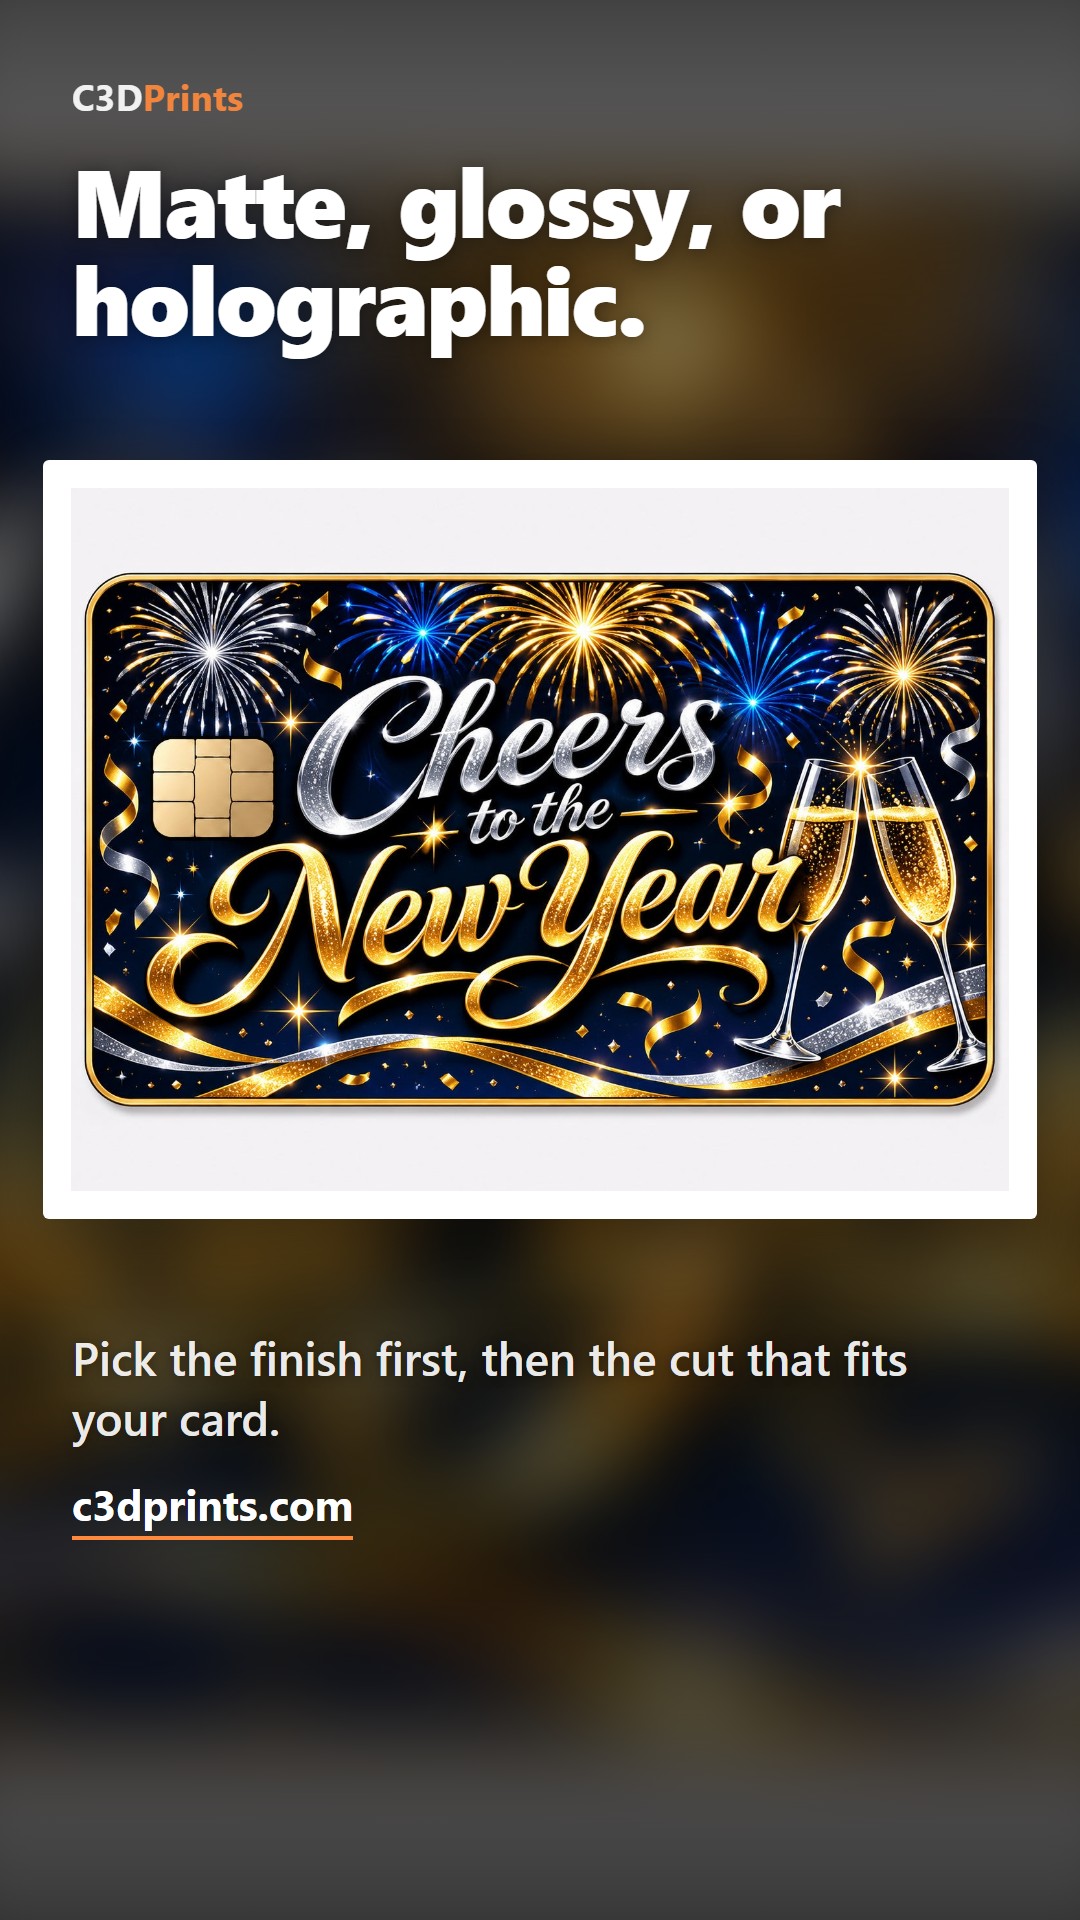 C3DPrints
Matte, glossy, or
holographic.
Cheers
to the
New Year
Pick the finish first, then the cut that fits
your card.
c3dprints.com